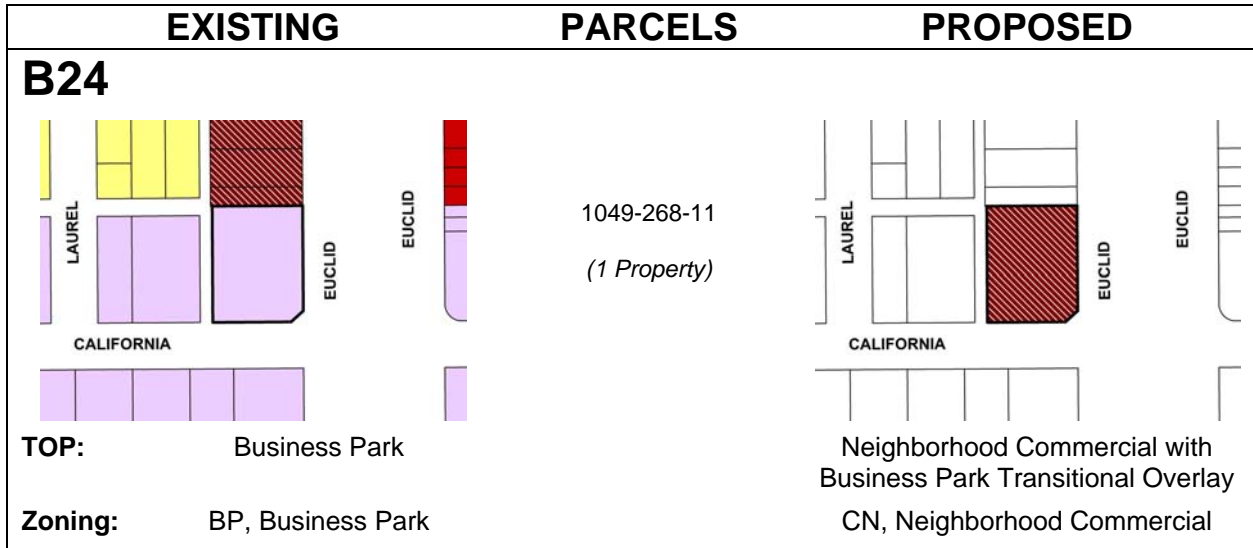 EXISTING PARCELS PROPOSED
B24
LAUREL
EUCLID
EUCLID
CALIFORNIA
1049-268-11
(1 Property)
LAUREL
EUCLID
EUCLID
CALIFORNIA
TOP: Business Park Neighborhood Commercial with
Business Park Transitional Overlay
Zoning: BP, Business Park CN, Neighborhood Commercial